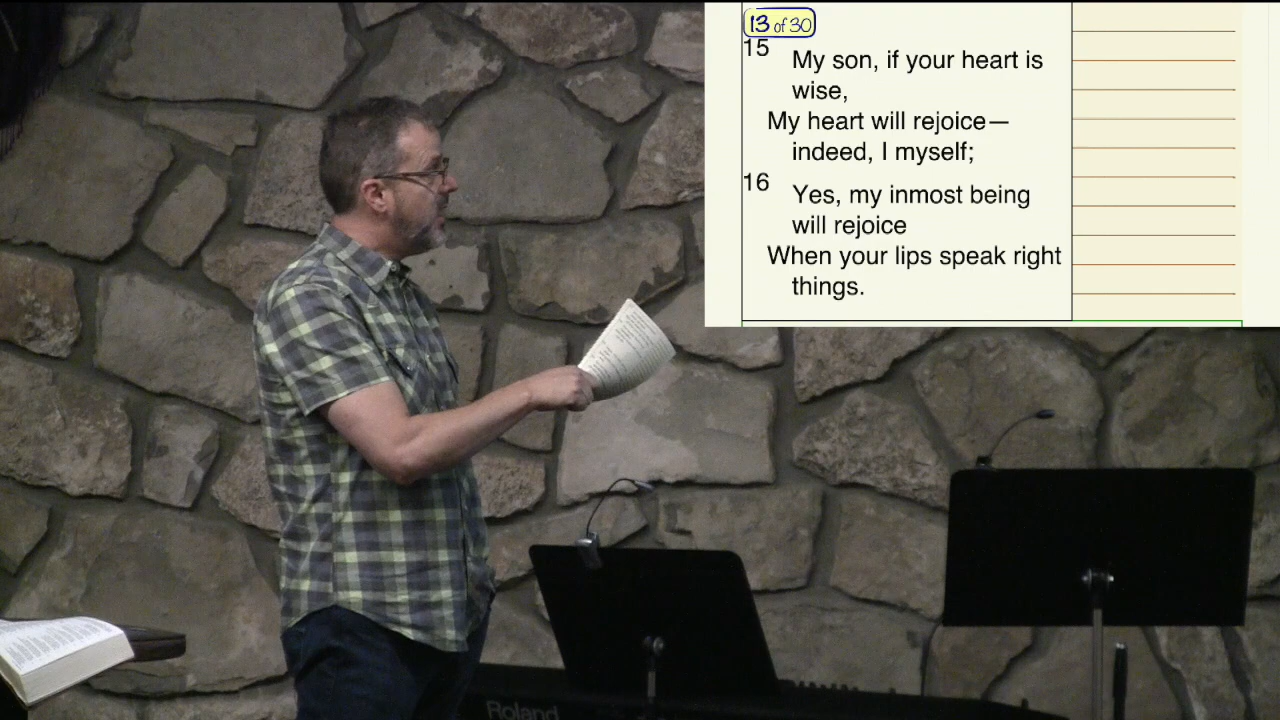 13 of 30
15
My son, if your heart is
wise,
My heart will rejoice—
indeed, I myself;
16
Yes, my inmost being
will rejoice
When your lips speak right
things.
Roland